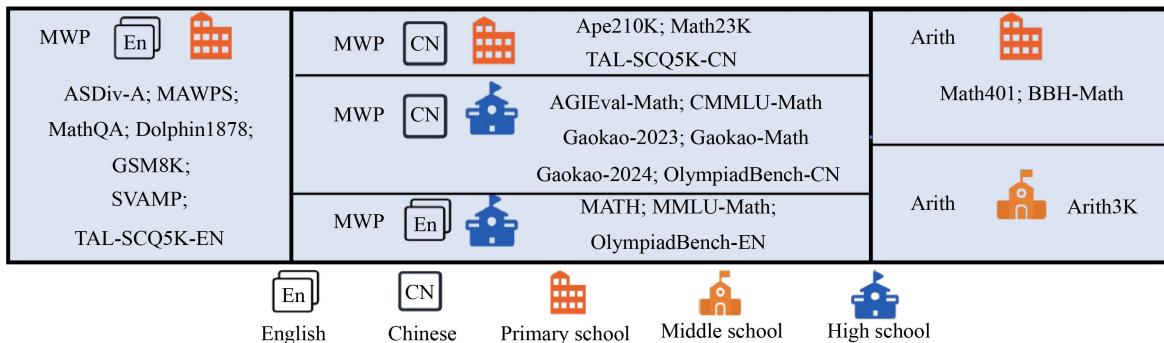 MWP En
ASDiv-A; MAWPS;
MathQA; Dolphin1878;
GSM8K;
SVAMP;
TAL-SCQ5K-EN
MWP CN
Ape210K; Math23K
TAL-SCQ5K-CN
MWP CN
AGIEval-Math; CMMLU-Math
Gaokao-2023; Gaokao-Math
Gaokao-2024; OlympiadBench-CN
MWP En
MATH; MMLU-Math;
OlympiadBench-EN
Arith
Math401; BBH-Math
Arith Arith3K
En CN
English Chinese Primary school Middle school High school